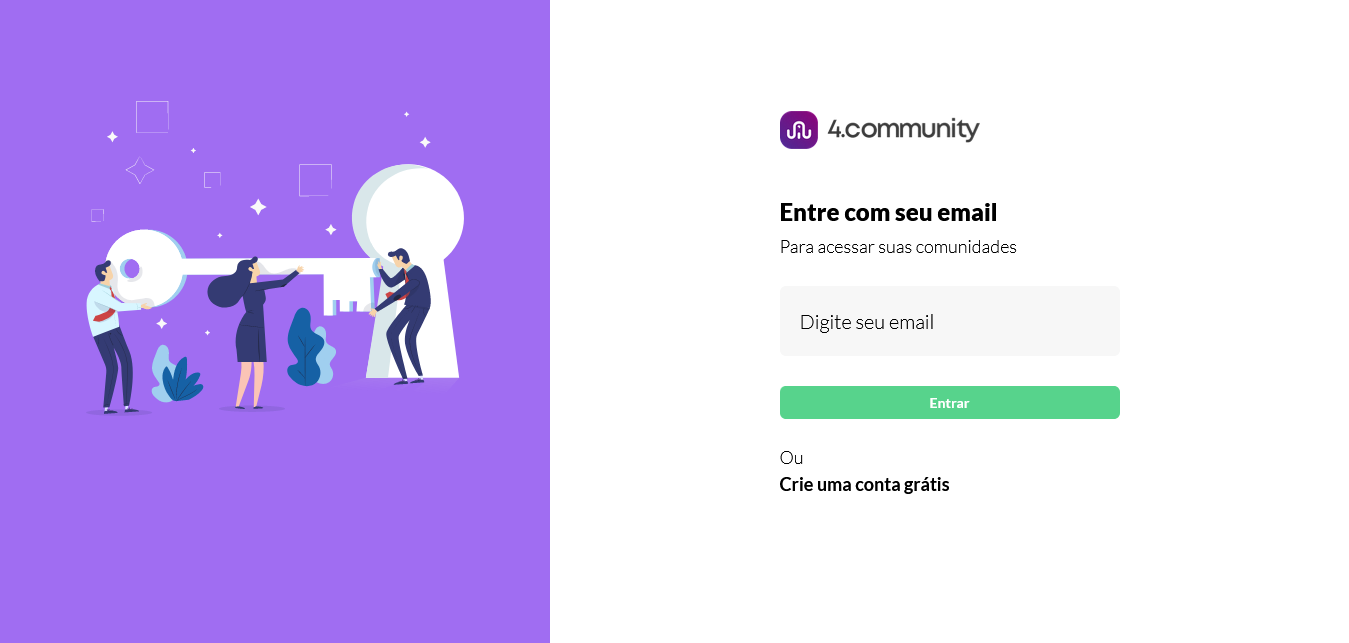 4.community
Entre com seu email
Para acessar suas comunidades
Digite seu email
Entrar
Ou
Crie uma conta grátis